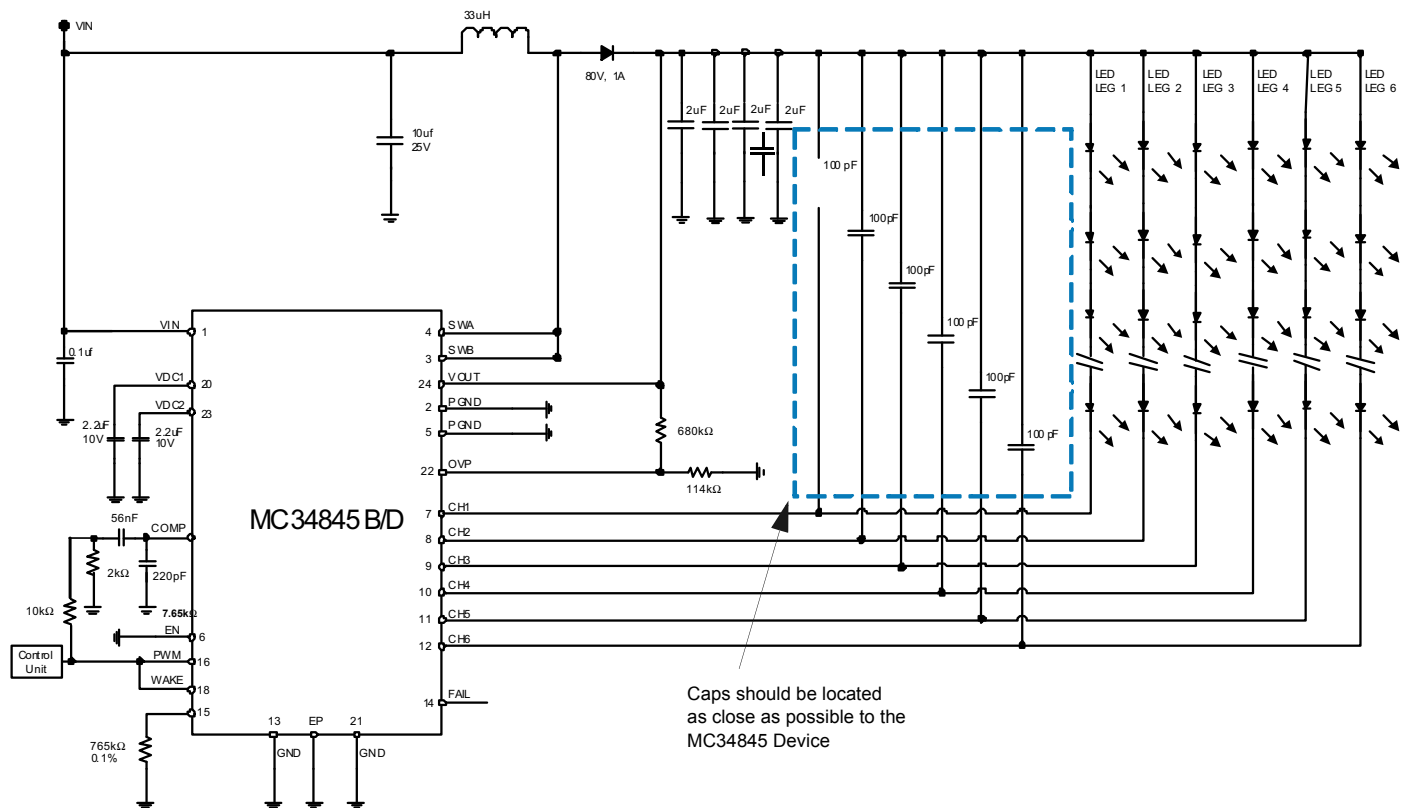 VIN
33uH
80V, 1A
10uf
25V
2uF
2uF
2uF
2uF
100 pF
100pF
100pF
100 pF
100pF
100 pF
LED
LEG 1
LED
LEG 2
LED
LEG 3
LED
LEG 4
LED
LEG 5
LED
LEG 6
VIN
1
0.1uf
VDC1
20
VDC2
23
2.2uF
10V
2.2uF
10V
56nF
COMP
2kΩ
220pF
10kΩ
7.65kΩ
EN
6
Control
Unit
PWM
16
WAKE
18
15
765kΩ
0.1%
MC34845 B/D
13
GND
EP
21
GND
4
SWA
3
SWB
24
VOUT
2
PGND
5
PGND
680kΩ
22
OVP
114kΩ
7
CH1
8
CH2
9
CH3
10
CH4
11
CH5
12
CH6
14
FAIL
Caps should be located
as close as possible to the
MC34845 Device